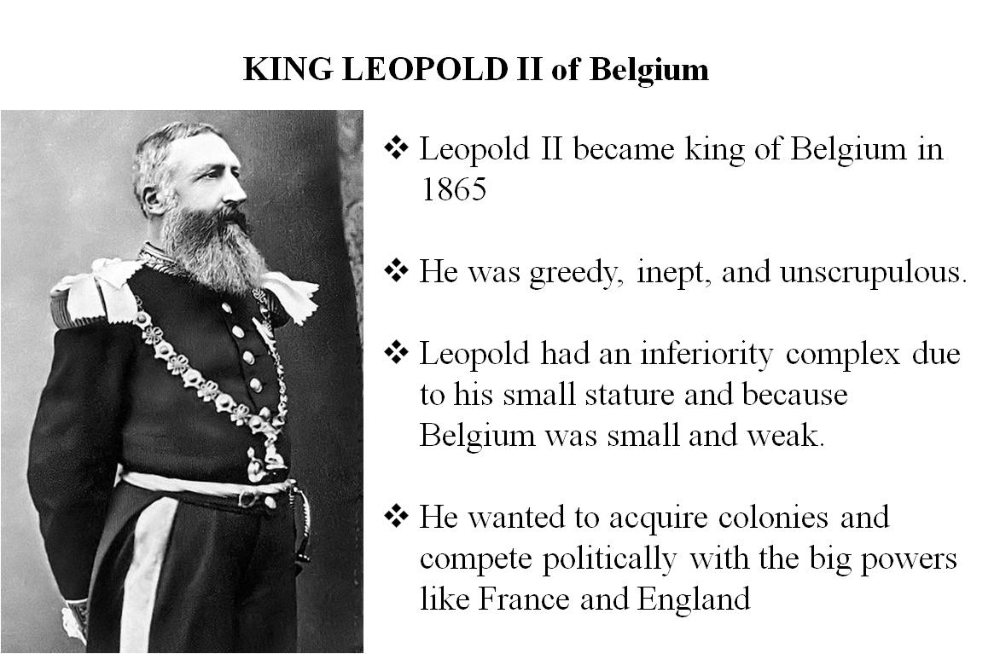 KING LEOPOLD II of Belgium
❖ Leopold II became king of Belgium in
1865
❖ He was greedy, inept, and unscrupulous.
❖ Leopold had an inferiority complex due
to his small stature and because
Belgium was small and weak.
❖ He wanted to acquire colonies and
compete politically with the big powers
like France and England